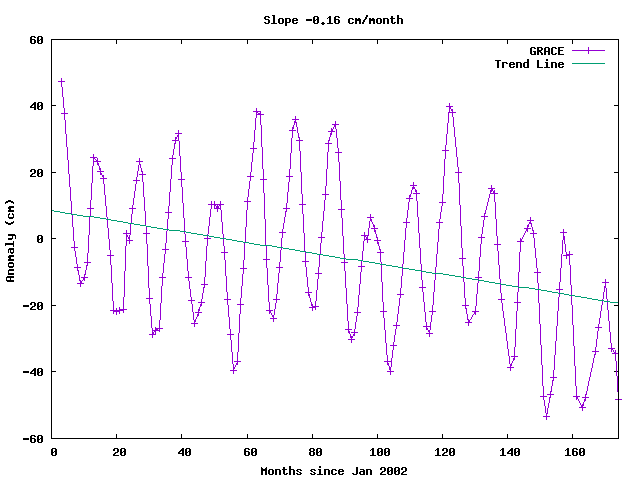 Slope -0.16 cm/month
GRACE
Trend Line
60
40
20
0
-20
-40
-60
Anomaly (cm)
0 20 40 60 80 100 120 140 160
Months since Jan 2002